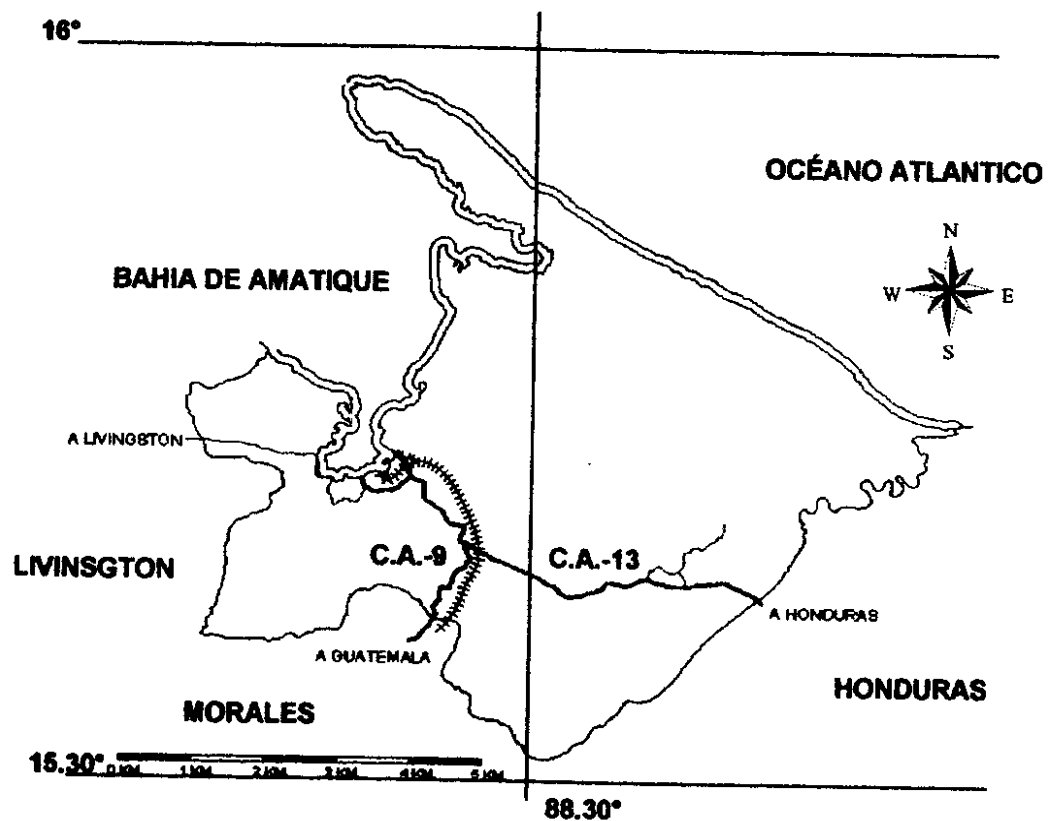 16°
OCÉANO ATLANTICO
N
BAHIA DE AMATIQUE
W E
S
A LIVINGSTON
C.A.-9
C.A.-13
LIVINSGTON
A HONDURAS
A GUATEMALA
HONDURAS
MORALES
15.30°
0 KM 1 KM 2 KM 3 KM 4 KM 5 KM
88.30°